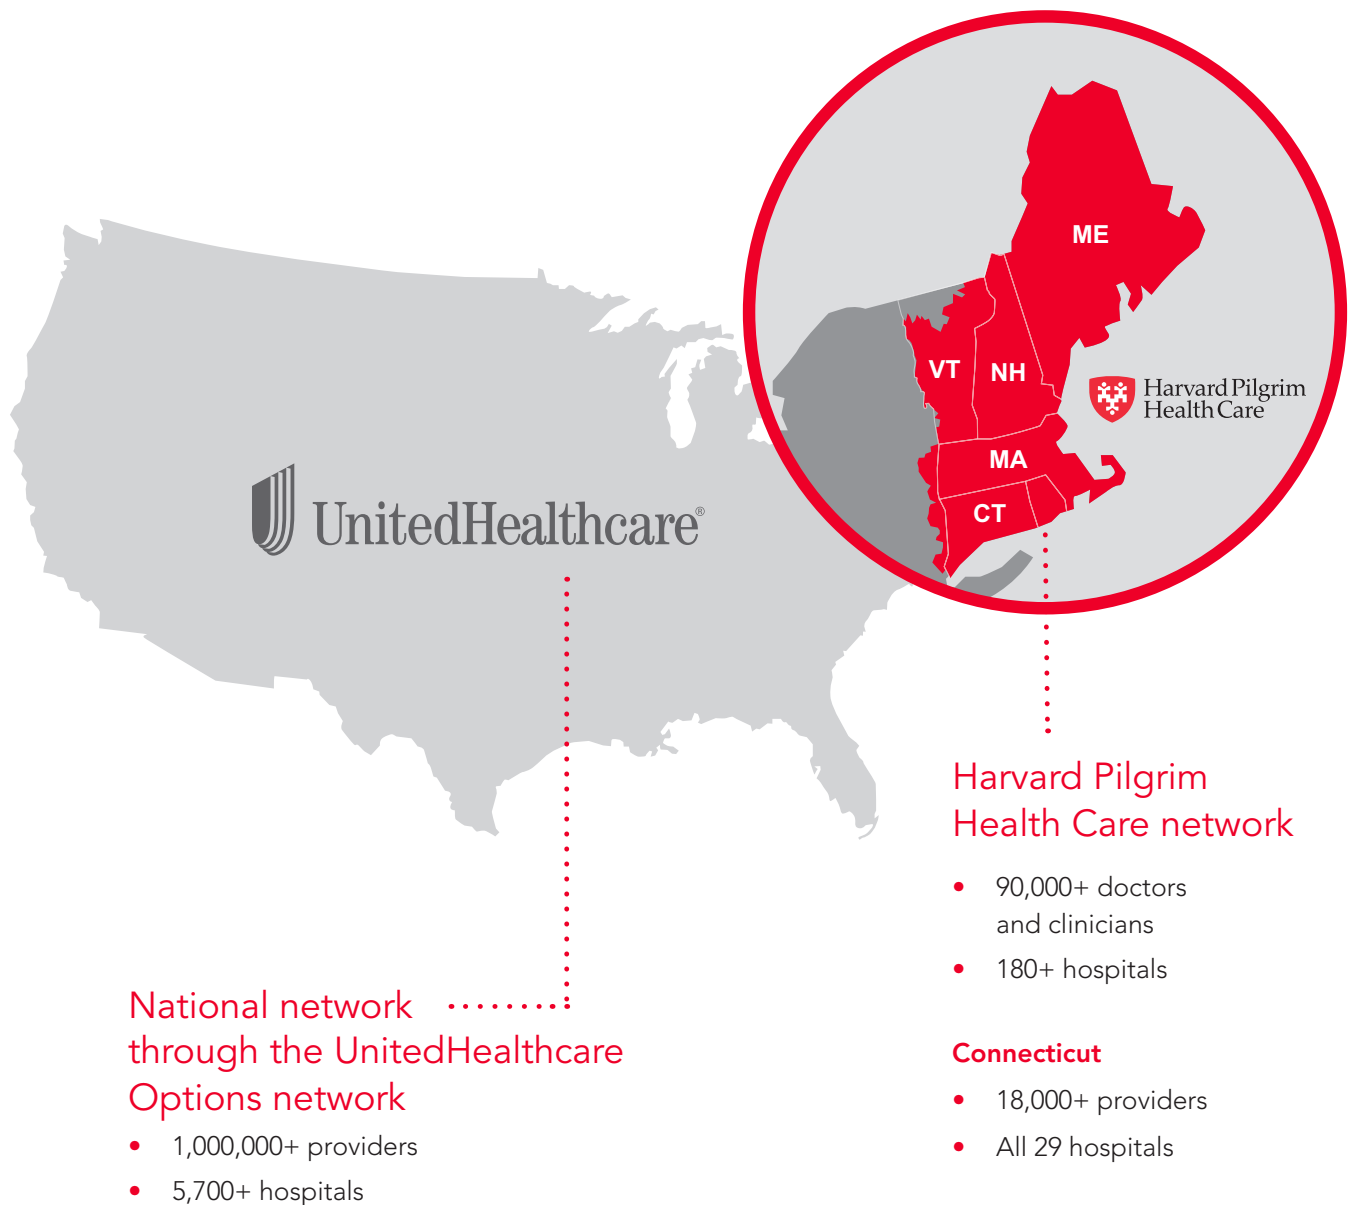 ME
VT
NH
Harvard Pilgrim
Health Care
MA
CT
UnitedHealthcare®
Harvard Pilgrim
Health Care network
• 90,000+ doctors
and clinicians
• 180+ hospitals
Connecticut
• 18,000+ providers
• All 29 hospitals
National network
through the UnitedHealthcare
Options network
• 1,000,000+ providers
• 5,700+ hospitals